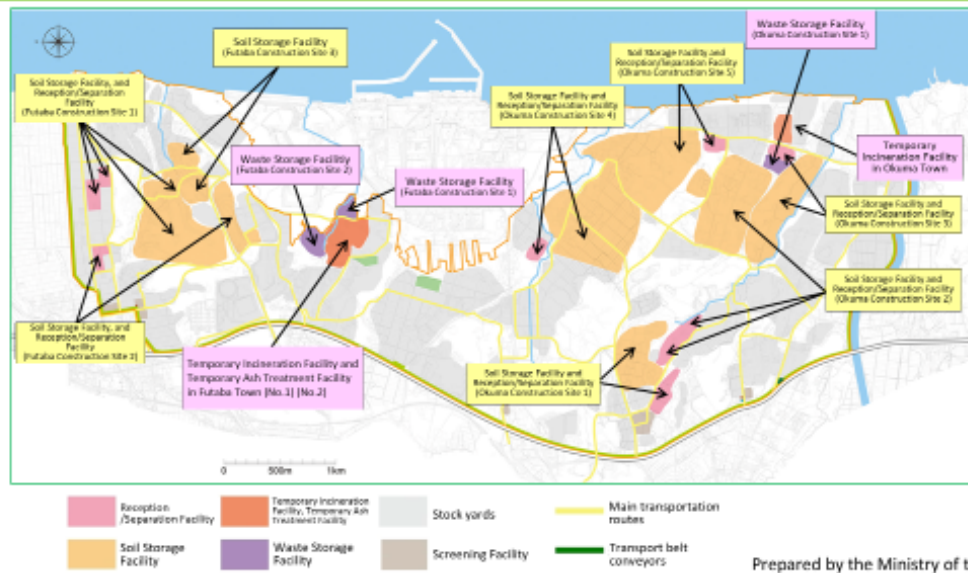 Waste Storage Facility
(Okuma Construction Site 1)
Soil Storage Facility
(Futaba Construction Site 3)
Soil Storage Facility and
Reception/Separation Facility
(Okuma Construction Site 5)
Soil Storage Facility, and
Reception/Separation
Facility
(Futaba Construction Site 1)
Soil Storage Facility
and Reception/Separation Facility
(Okuma Construction Site 4)
Waste Storage Facility
(Futaba Construction Site 2)
Waste Storage Facility
(Futaba Construction Site 1)
Temporary
Incineration Facility
in Okuma Town
Soil Storage Facility and
Reception/Separation Facility
(Okuma Construction Site 3)
Soil Storage Facility and
Reception/Separation Facility
(Okuma Construction Site 2)
Soil Storage Facility, and
Reception/Separation
Facility
(Futaba Construction Site 2)
Temporary Incineration Facility and
Temporary Ash Treatment Facility
in Futaba Town [No.1] [No.2]
Soil Storage Facility and
Reception/Separation Facility
(Okuma Construction Site 1)
0 500m 1km
Reception
/Separation Facility
Temporary Incineration
Facility, Temporary Ash
Treatment Facility
Stock yards
Main transportation
routes
Soil Storage
Facility
Waste Storage
Facility
Screening Facility
Transport belt
conveyors
Prepared by the Ministry of t